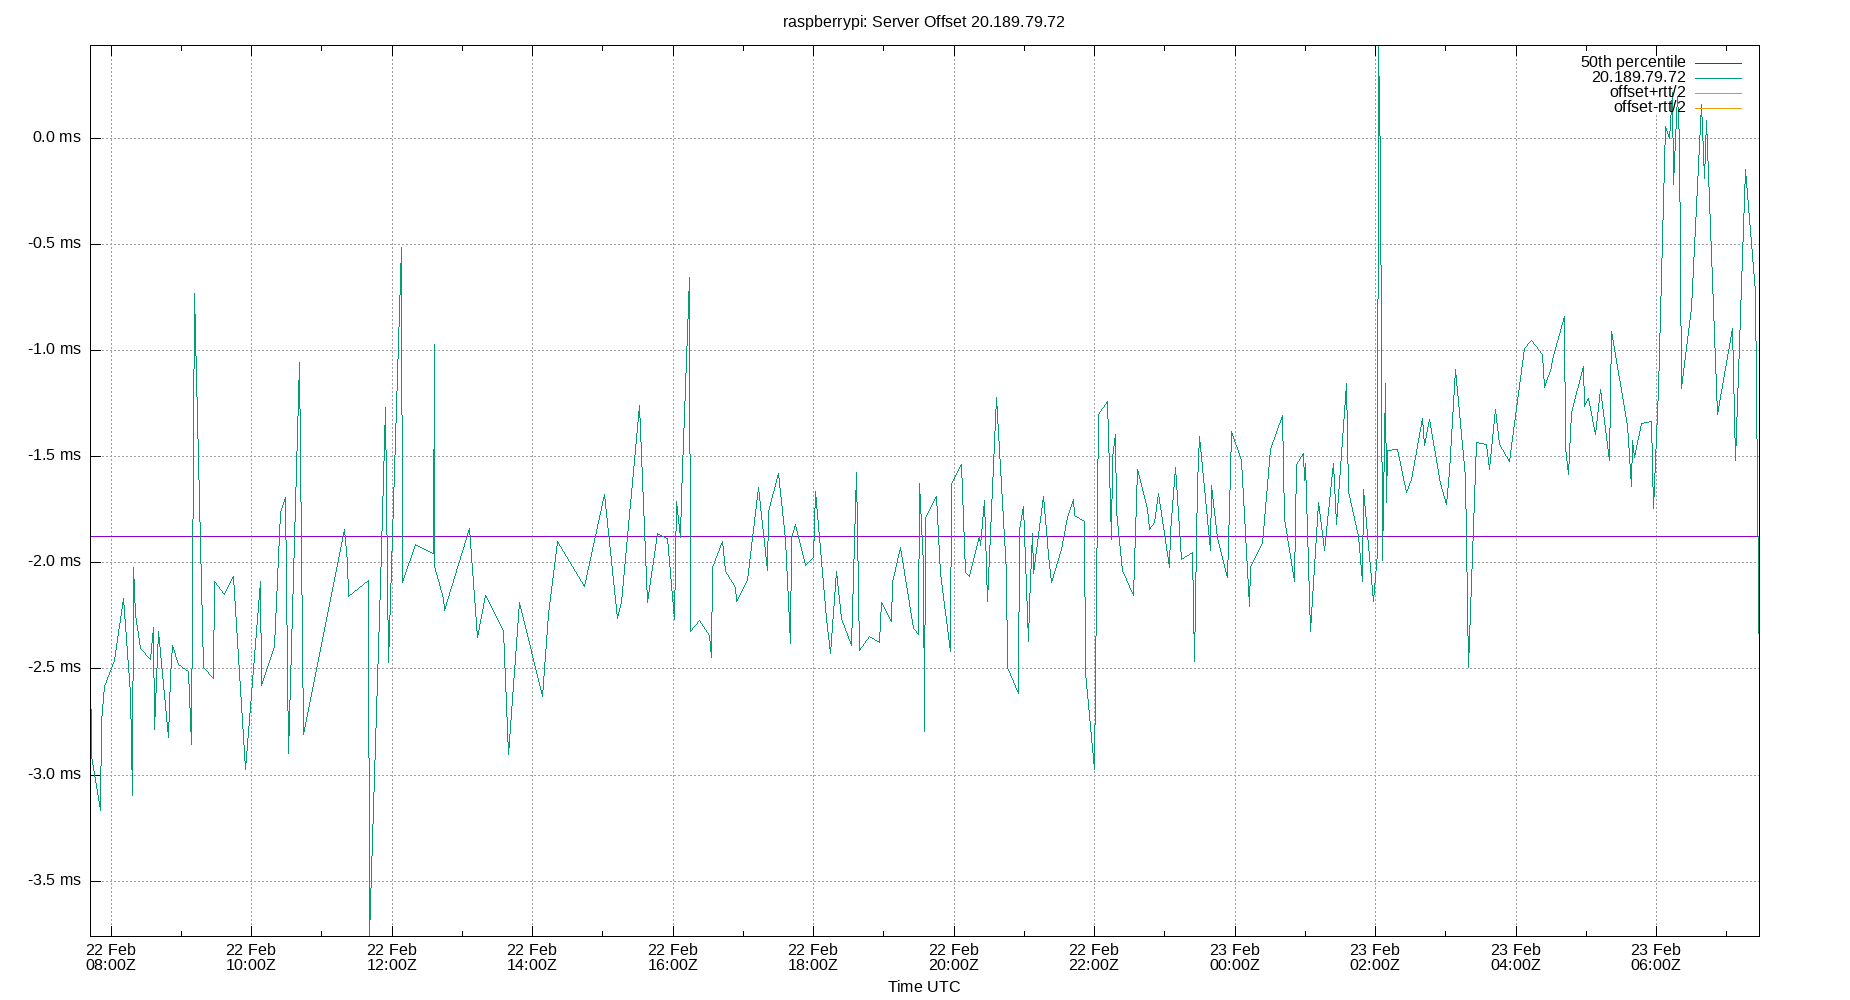 raspberrypi: Server Offset 20.189.79.72
50th percentile
20.189.79.72
offset+rtt/2
offset-rtt/2
0.0 ms
-0.5 ms
-1.0 ms
-1.5 ms
-2.0 ms
-2.5 ms
-3.0 ms
-3.5 ms
22 Feb 22 Feb 22 Feb 22 Feb 22 Feb 22 Feb 22 Feb 22 Feb 23 Feb 23 Feb 23 Feb 23 Feb
08:00Z 10:00Z 12:00Z 14:00Z 16:00Z 18:00Z 20:00Z 22:00Z 00:00Z 02:00Z 04:00Z 06:00Z
Time UTC